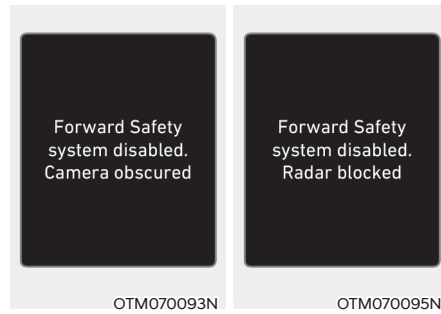 Forward Safety
system disabled.
Camera obscured
OTM070093N
Forward Safety
system disabled.
Radar blocked
OTM070095N